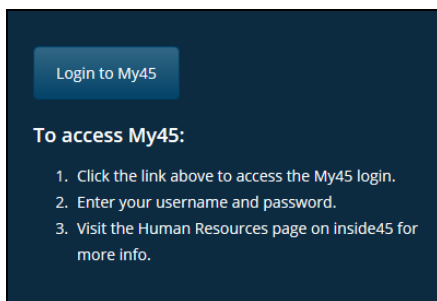 Login to My45
To access My45:
1. Click the link above to access the My45 login.
2. Enter your username and password.
3. Visit the Human Resources page on inside45 for
more info.